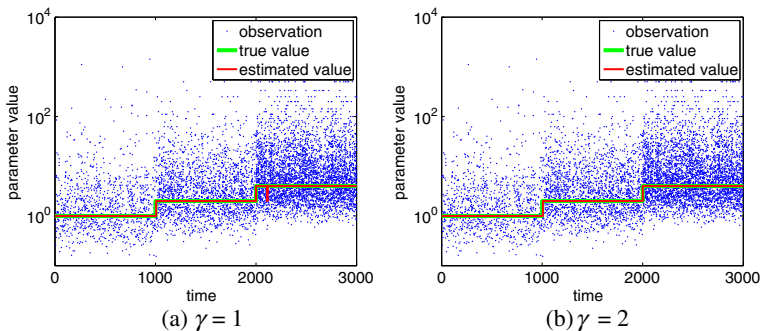 10^4
10^2
10^0
parameter value
observation
true value
estimated value
0 1000 2000 3000
time
(a) γ = 1
10^4
10^2
10^0
parameter value
observation
true value
estimated value
0 1000 2000 3000
time
(b) γ = 2